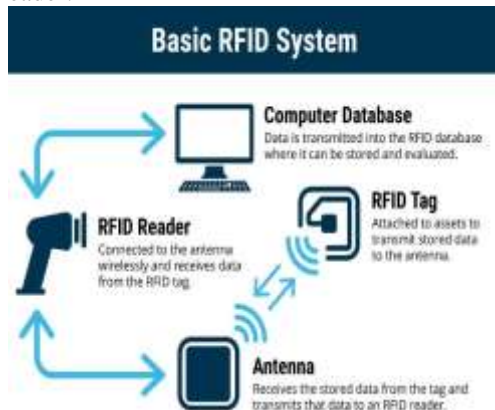 Basic RFID System
Computer Database
Data is transmitted into the RFID database
where it can be stored and evaluated.
RFID Tag
Attached to assets to
transmit stored data
to the antenna.
RFID Reader
Connected to the antenna
wirelessly and receives data
from the RFID tag.
Antenna
Receives the stored data from the tag and
transmits that data to an RFID reader.